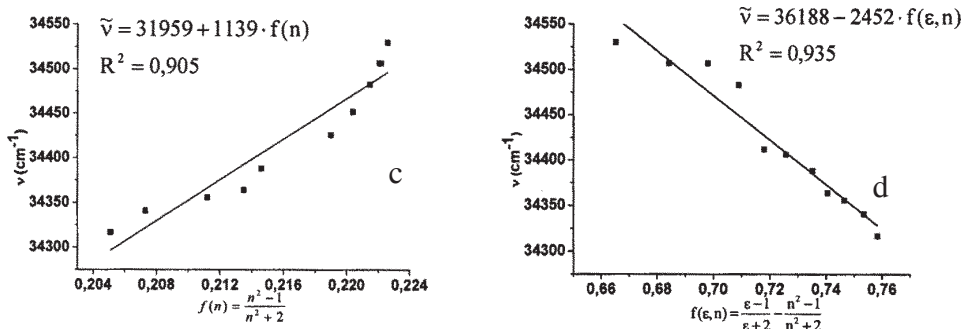 ν̃ = 31959+1139·f(n)
R² = 0,905
ν (cm⁻¹)
34550
34500
34450
34400
34350
34300
c
0,204 0,208 0,212 0,216 0,220 0,224
f(n) = (n²−1)/(n²+2)
ν̃ = 36188−2452·f(ε,n)
R² = 0,935
ν (cm⁻¹)
34550
34500
34450
34400
34350
34300
d
0,66 0,68 0,70 0,72 0,74 0,76
f(ε,n) = (ε−1)/(ε+2) − (n²−1)/(n²+2)